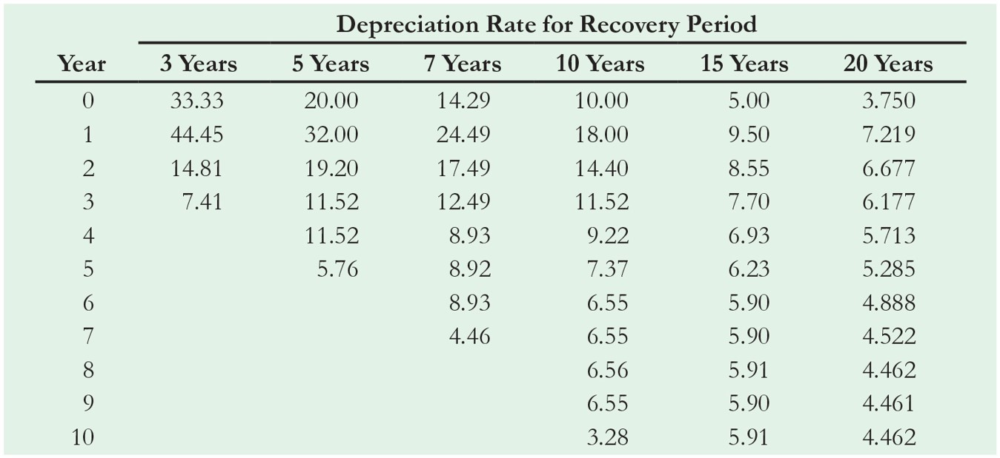 Depreciation Rate for Recovery Period
Year 3 Years 5 Years 7 Years 10 Years 15 Years 20 Years
0 33.33 20.00 14.29 10.00 5.00 3.750
1 44.45 32.00 24.49 18.00 9.50 7.219
2 14.81 19.20 17.49 14.40 8.55 6.677
3 7.41 11.52 12.49 11.52 7.70 6.177
4 11.52 8.93 9.22 6.93 5.713
5 5.76 8.92 7.37 6.23 5.285
6 8.93 6.55 5.90 4.888
7 4.46 6.55 5.90 4.522
8 6.56 5.91 4.462
9 6.55 5.90 4.461
10 3.28 5.91 4.462